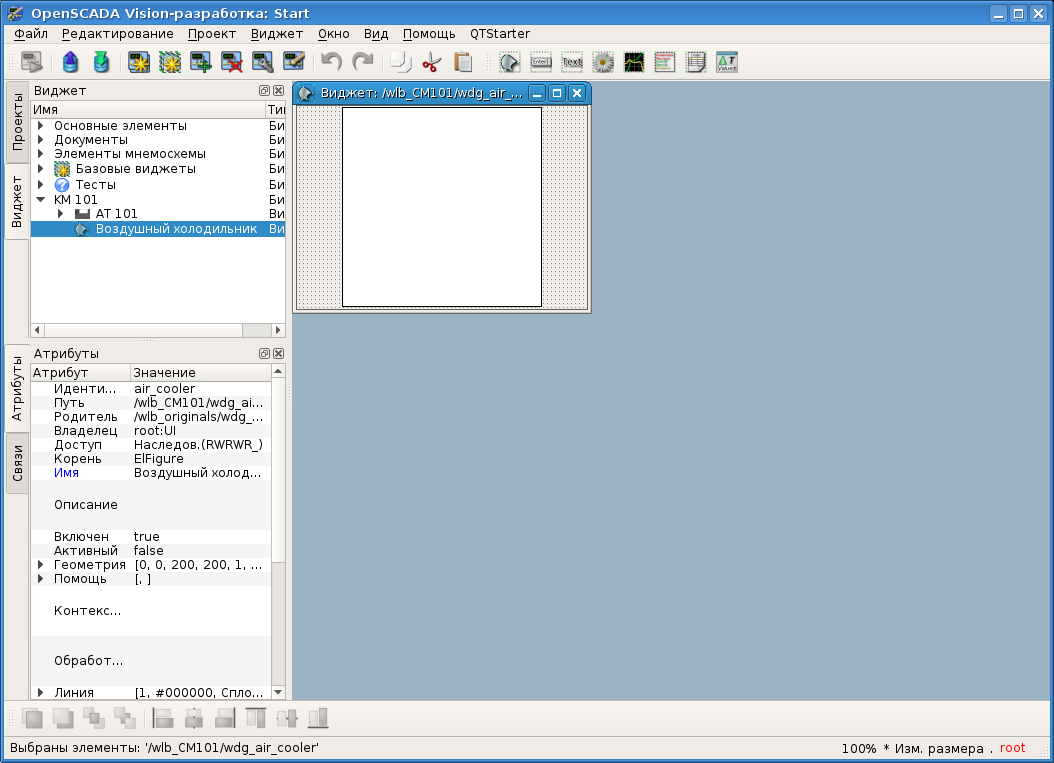 OpenSCADA Vision-разработка: Start
Файл Редактирование Проект Виджет Окно Вид Помощь QTStarter
Enter Text
Values
Проекты
Виджет
Атрибуты
Связи
Виджет
Имя Ти
Основные элементы Би
Документы Би
Элементы мнемосхемы Би
Базовые виджеты Би
Тесты Би
КМ 101 Би
АТ 101 Ви
Воздушный холодильник Ви
Виджет: /wlb_CM101/wdg_air_...
Атрибуты
Атрибут Значение
Иденти... air_cooler
Путь /wlb_CM101/wdg_ai...
Родитель /wlb_originals/wdg_...
Владелец root:UI
Доступ Наследов.(RWRWR_)
Корень ElFigure
Имя Воздушный холод...
Описание
Включен true
Активный false
Геометрия [0, 0, 200, 200, 1, ...
Помощь [, ]
Контекс...
Обработ...
Линия [1, #000000, Спло...
Выбраны элементы: '/wlb_CM101/wdg_air_cooler'
100% * Изм. размера . root